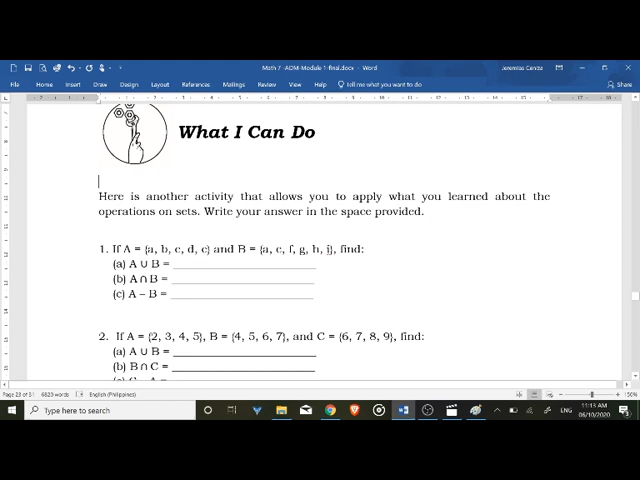 Math 7 -ADM-Module 1-final.docx - Word
File Home Insert Draw Design Layout References Mailings Review View Help Tell me what you want to do Share
What I Can Do
Here is another activity that allows you to apply what you learned about the
operations on sets. Write your answer in the space provided.
1. If A = {a, b, c, d, c} and B = {a, c, f, g, h, j}, find:
(a) A ∪ B =
(b) A ∩ B =
(c) A – B =
2. If A = {2, 3, 4, 5}, B = {4, 5, 6, 7}, and C = {6, 7, 8, 9}, find:
(a) A ∪ B =
(b) B ∩ C =
Page 23 of 51 6820 words English (Philippines) 150%
Type here to search ENG 11:13 AM
06/10/2020